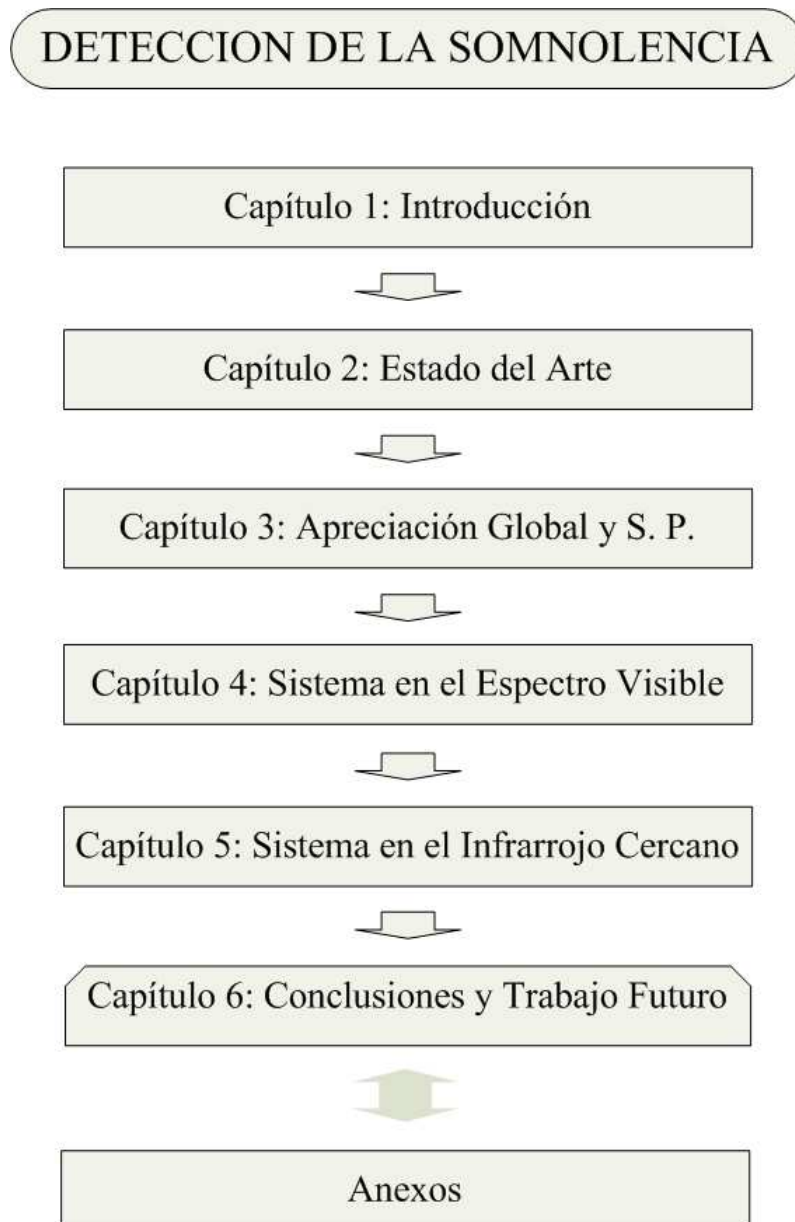 DETECCION DE LA SOMNOLENCIA
Capítulo 1: Introducción
Capítulo 2: Estado del Arte
Capítulo 3: Apreciación Global y S. P.
Capítulo 4: Sistema en el Espectro Visible
Capítulo 5: Sistema en el Infrarrojo Cercano
Capítulo 6: Conclusiones y Trabajo Futuro
Anexos